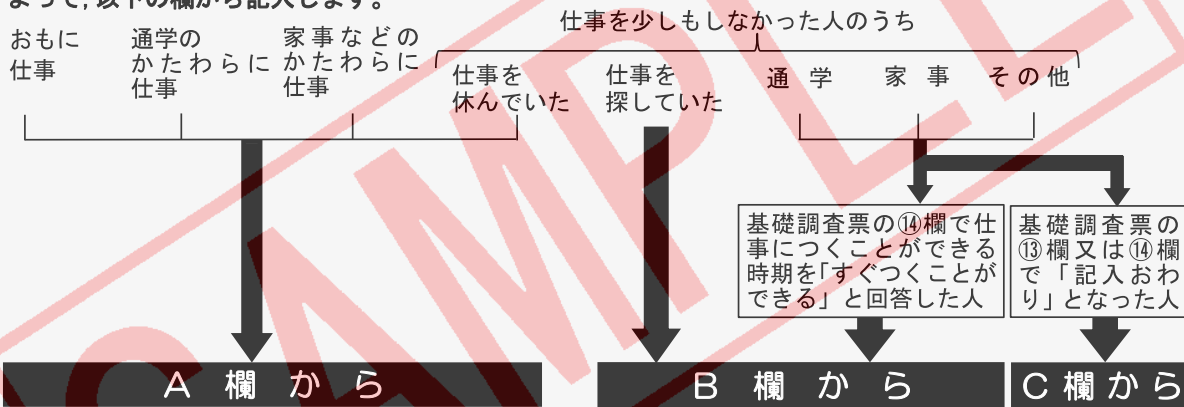 よって, 以下の欄から記入します。
仕事を少しもしなかった人のうち
おもに
仕事
通学の
かたわらに
仕事
家事などの
かたわらに
仕事
仕事を
休んでいた
仕事を
探していた
通学
家事
その他
基礎調査票の⑭欄で仕
事につくことができる
時期を「すぐつくことが
できる」と回答した人
基礎調査票の
⑬欄又は⑭欄
で「記入おわ
り」となった人
A欄から
B欄から
C欄から
SAMPLE